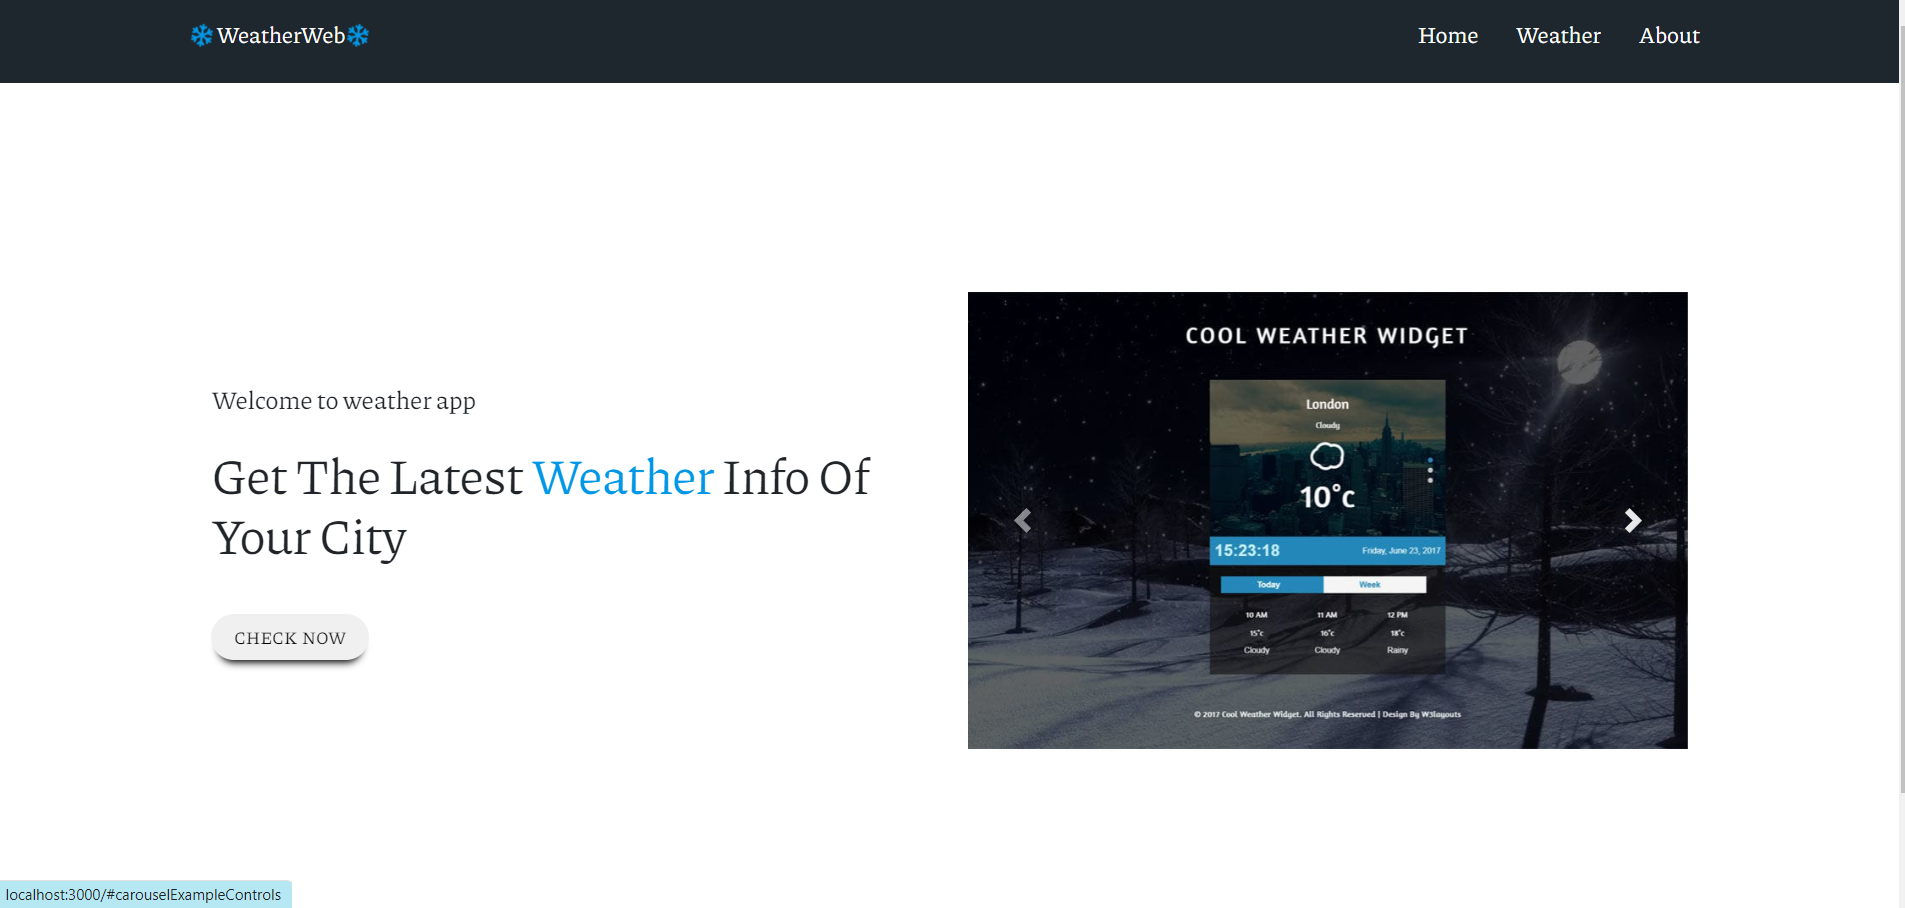 WeatherWeb
Home
Weather
About
Welcome to weather app
Get The Latest Weather Info Of
Your City
CHECK NOW
COOL WEATHER WIDGET
London
Cloudy
10°c
15:23:18
Friday, June 23, 2017
Today
Week
10 AM
11 AM
12 PM
15°c
16°c
18°c
Cloudy
Cloudy
Rainy
© 2017 Cool Weather Widget. All Rights Reserved | Design By W3layouts
localhost:3000/#carouselExampleControls